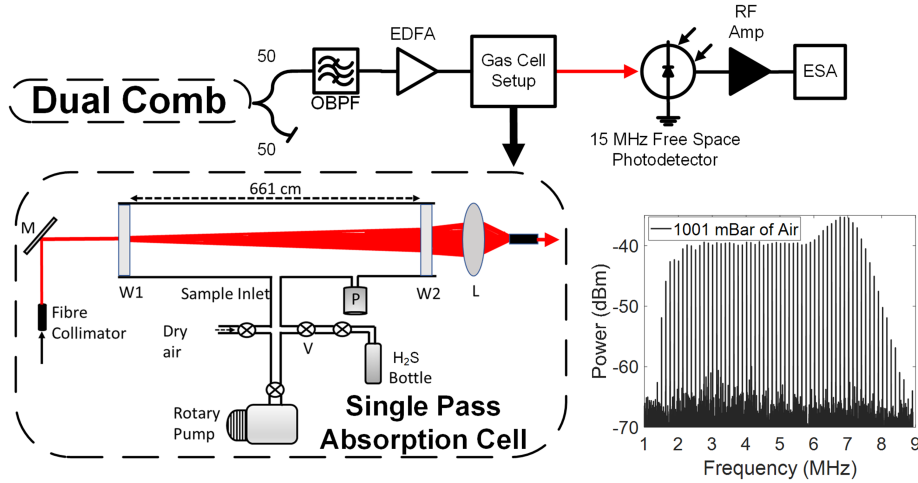 50
50
Dual Comb
OBPF
EDFA
Gas Cell
Setup
15 MHz Free Space
Photodetector
RF
Amp
ESA
661 cm
M
W1
W2
L
Sample Inlet
P
Fibre
Collimator
Dry
air
V
H₂S
Bottle
Rotary
Pump
Single Pass
Absorption Cell
1001 mBar of Air
Power (dBm)
-40
-50
-60
-70
1 2 3 4 5 6 7 8 9
Frequency (MHz)